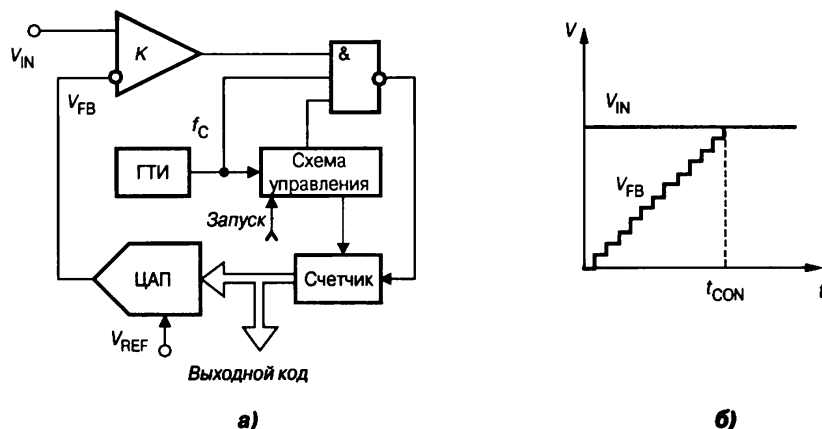 K
&
V_IN
V_FB
f_C
ГТИ
Схема
управления
Запуск
ЦАП
Счетчик
V_REF
Выходной код
а)
V
V_IN
V_FB
t_CON
t
б)